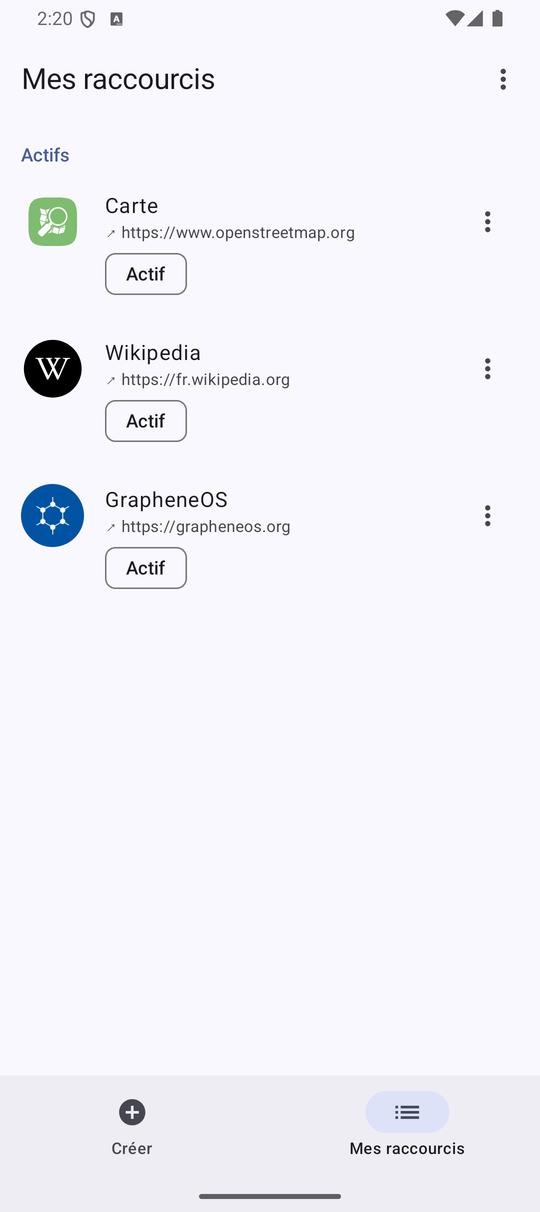 2:20
Mes raccourcis
Actifs
Carte
↗ https://www.openstreetmap.org
Actif
W
Wikipedia
↗ https://fr.wikipedia.org
Actif
GrapheneOS
↗ https://grapheneos.org
Actif
Créer
Mes raccourcis